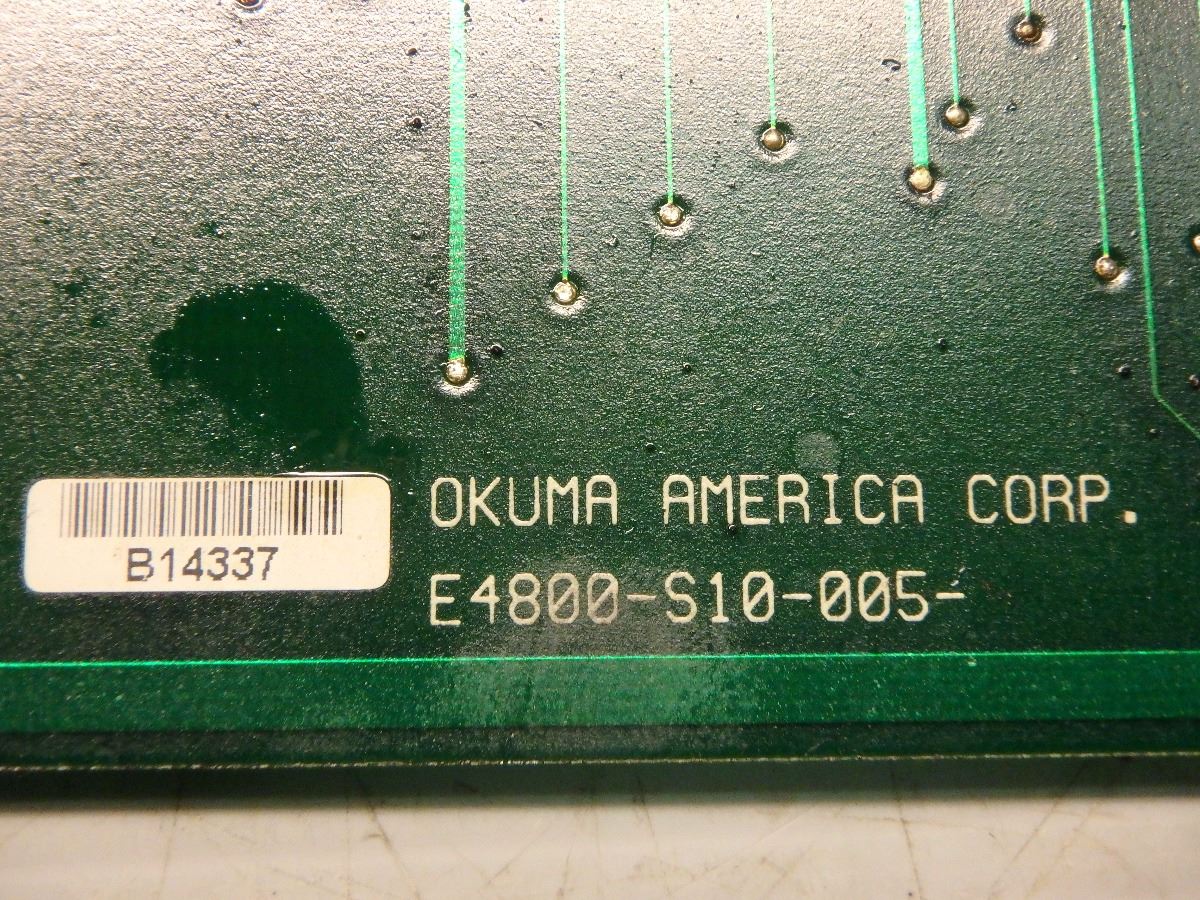 OKUMA AMERICA CORP.
B14337
E4800-S10-005-